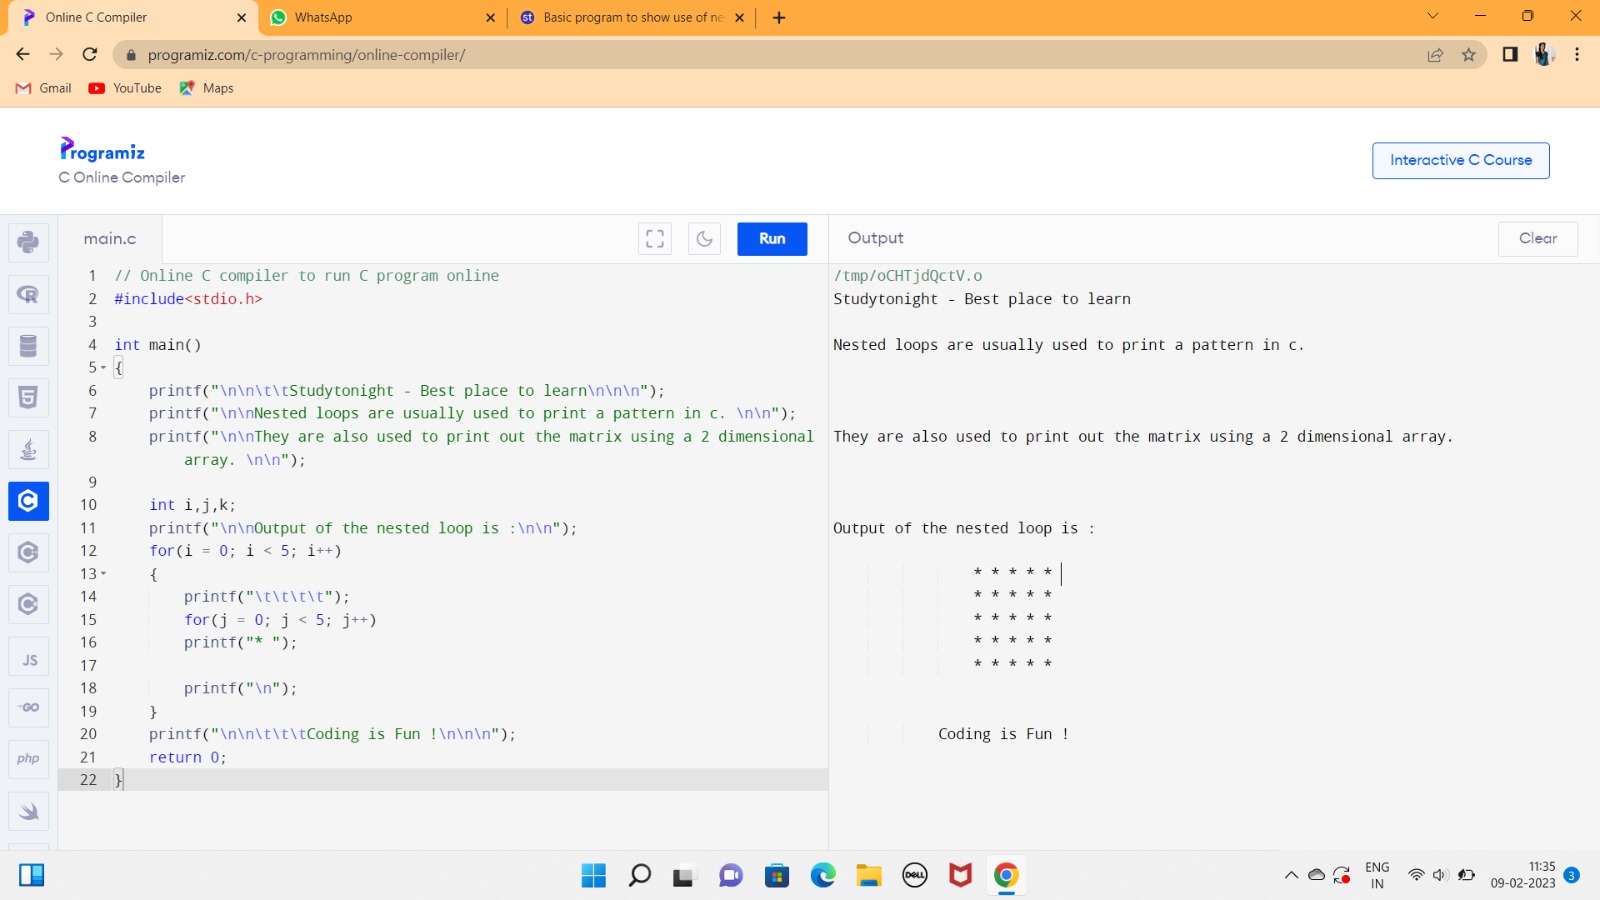 Online C Compiler
WhatsApp
Basic program to show use of ne
programiz.com/c-programming/online-compiler/
Gmail
YouTube
Maps
Programiz
C Online Compiler
Interactive C Course
main.c
Run
Output
Clear
1 // Online C compiler to run C program online
2 #include<stdio.h>
3
4 int main()
5 {
6 printf("\n\n\t\tStudytonight - Best place to learn\n\n\n");
7 printf("\n\nNested loops are usually used to print a pattern in c. \n\n");
8 printf("\n\nThey are also used to print out the matrix using a 2 dimensional
array. \n\n");
9
10 int i,j,k;
11 printf("\n\nOutput of the nested loop is :\n\n");
12 for(i = 0; i < 5; i++)
13 {
14 printf("\t\t\t\t");
15 for(j = 0; j < 5; j++)
16 printf("* ");
17
18 printf("\n");
19 }
20 printf("\n\n\t\t\tCoding is Fun !\n\n\n");
21 return 0;
22 }
/tmp/oCHTjdQctV.o
Studytonight - Best place to learn
Nested loops are usually used to print a pattern in c.
They are also used to print out the matrix using a 2 dimensional array.
Output of the nested loop is :
* * * * *
* * * * *
* * * * *
* * * * *
* * * * *
Coding is Fun !
JS
GO
php
DELL
ENG
IN
11:35
09-02-2023
3